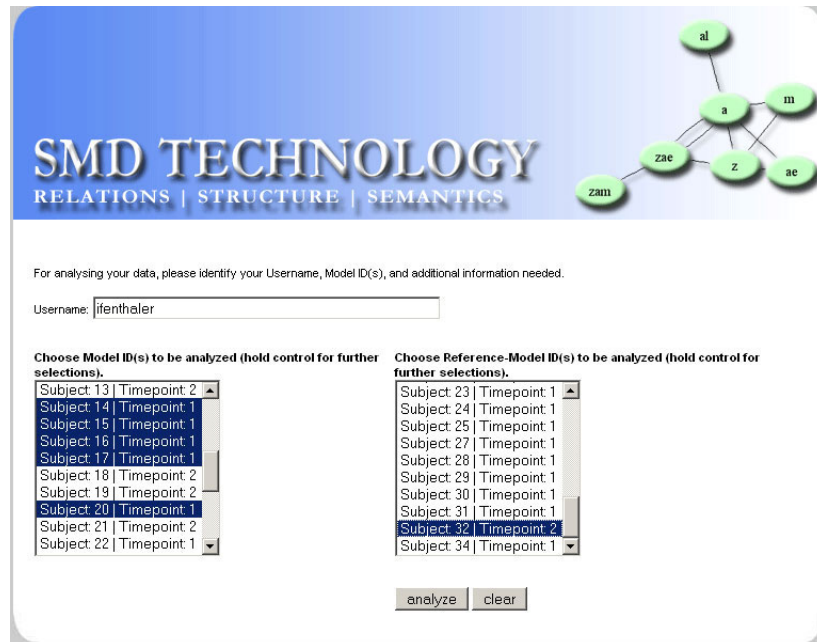 al
a
m
zae
z
ae
zam
SMD TECHNOLOGY
RELATIONS | STRUCTURE | SEMANTICS
For analysing your data, please identify your Username, Model ID(s), and additional information needed.
Username: ifenthaler
Choose Model ID(s) to be analyzed (hold control for further
selections).
Subject: 13 | Timepoint: 2
Subject: 14 | Timepoint: 1
Subject: 15 | Timepoint: 1
Subject: 16 | Timepoint: 1
Subject: 17 | Timepoint: 1
Subject: 18 | Timepoint: 2
Subject: 19 | Timepoint: 2
Subject: 20 | Timepoint: 1
Subject: 21 | Timepoint: 2
Subject: 22 | Timepoint: 1
Choose Reference-Model ID(s) to be analyzed (hold control for
further selections).
Subject: 23 | Timepoint: 1
Subject: 24 | Timepoint: 1
Subject: 25 | Timepoint: 1
Subject: 27 | Timepoint: 1
Subject: 28 | Timepoint: 1
Subject: 29 | Timepoint: 1
Subject: 30 | Timepoint: 1
Subject: 31 | Timepoint: 1
Subject: 32 | Timepoint: 2
Subject: 34 | Timepoint: 1
analyze clear